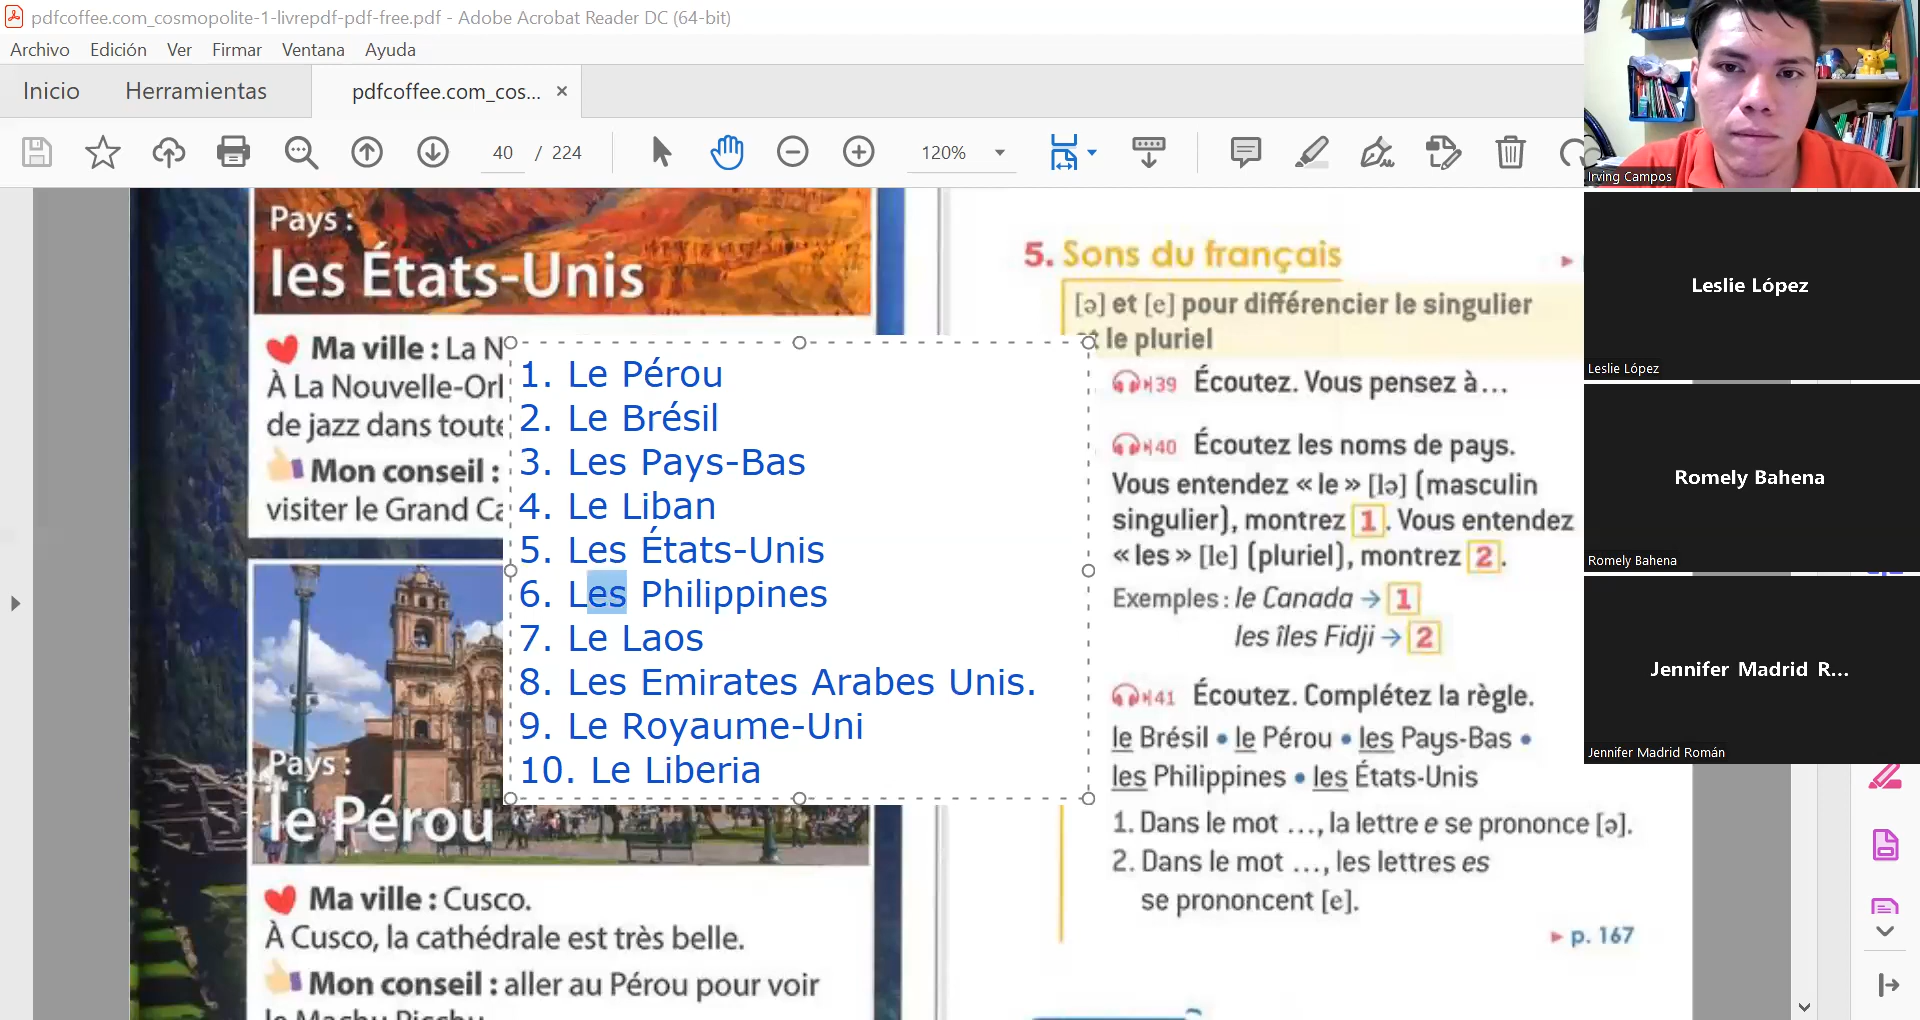 pdfcoffee.com_cosmopolite-1-livrepdf-pdf-free.pdf - Adobe Acrobat Reader DC (64-bit)
Archivo Edición Ver Firmar Ventana Ayuda
Inicio Herramientas pdfcoffee.com_cos... ×
40 / 224 120%
Pays :
les États-Unis
Ma ville : La N
À La Nouvelle-Orl
de jazz dans toute
Mon conseil :
visiter le Grand Ca
Pays :
le Pérou
Ma ville : Cusco.
À Cusco, la cathédrale est très belle.
Mon conseil : aller au Pérou pour voir
le Machu Picchu
1. Le Pérou
2. Le Brésil
3. Les Pays-Bas
4. Le Liban
5. Les États-Unis
6. Les Philippines
7. Le Laos
8. Les Emirates Arabes Unis.
9. Le Royaume-Uni
10. Le Liberia
5. Sons du français
[ə] et [e] pour différencier le singulier
et le pluriel
39 Écoutez. Vous pensez à…
40 Écoutez les noms de pays.
Vous entendez « le » [lə] (masculin
singulier), montrez 1. Vous entendez
« les » [le] (pluriel), montrez 2.
Exemples : le Canada → 1
les îles Fidji → 2
41 Écoutez. Complétez la règle.
le Brésil • le Pérou • les Pays-Bas •
les Philippines • les États-Unis
1. Dans le mot …, la lettre e se prononce [ə].
2. Dans le mot …, les lettres es
se prononcent [e].
p. 167
Irving Campos
Leslie López
Leslie López
Romely Bahena
Romely Bahena
Jennifer Madrid R...
Jennifer Madrid Román